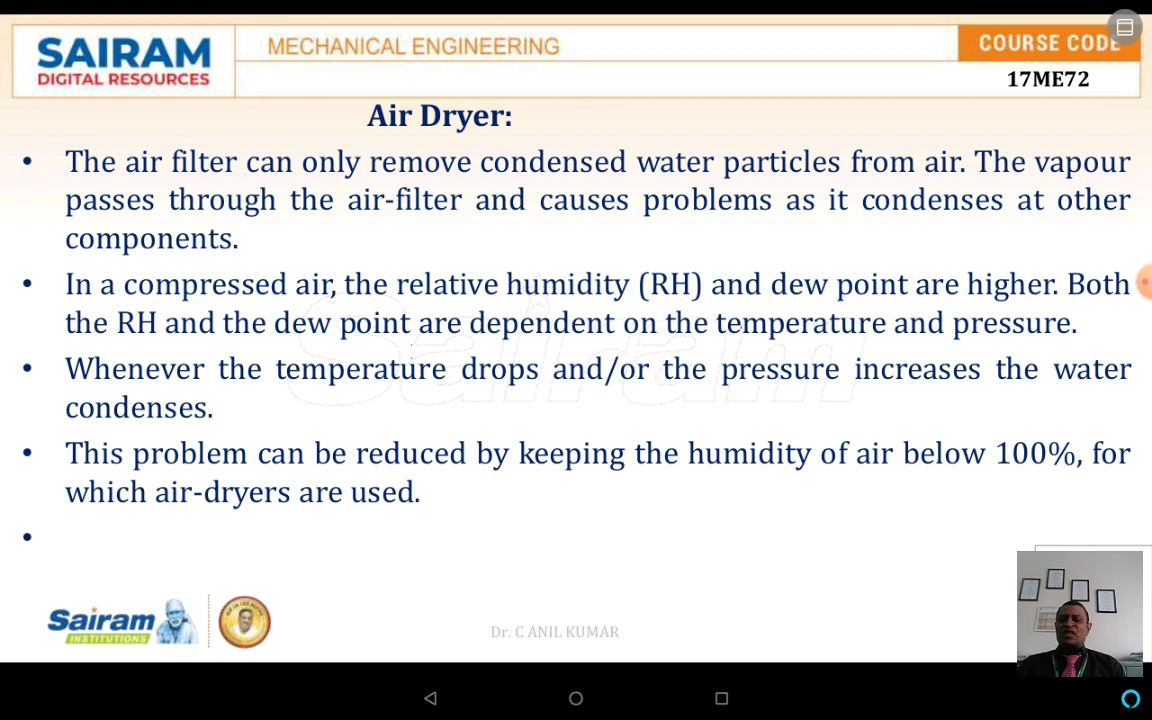 SAIRAM
DIGITAL RESOURCES
MECHANICAL ENGINEERING
COURSE CODE
17ME72
Air Dryer:
• The air filter can only remove condensed water particles from air. The vapour
passes through the air-filter and causes problems as it condenses at other
components.
• In a compressed air, the relative humidity (RH) and dew point are higher. Both
the RH and the dew point are dependent on the temperature and pressure.
• Whenever the temperature drops and/or the pressure increases the water
condenses.
• This problem can be reduced by keeping the humidity of air below 100%, for
which air-dryers are used.
•
Sairam
Sairam
INSTITUTIONS
Dr. C ANIL KUMAR